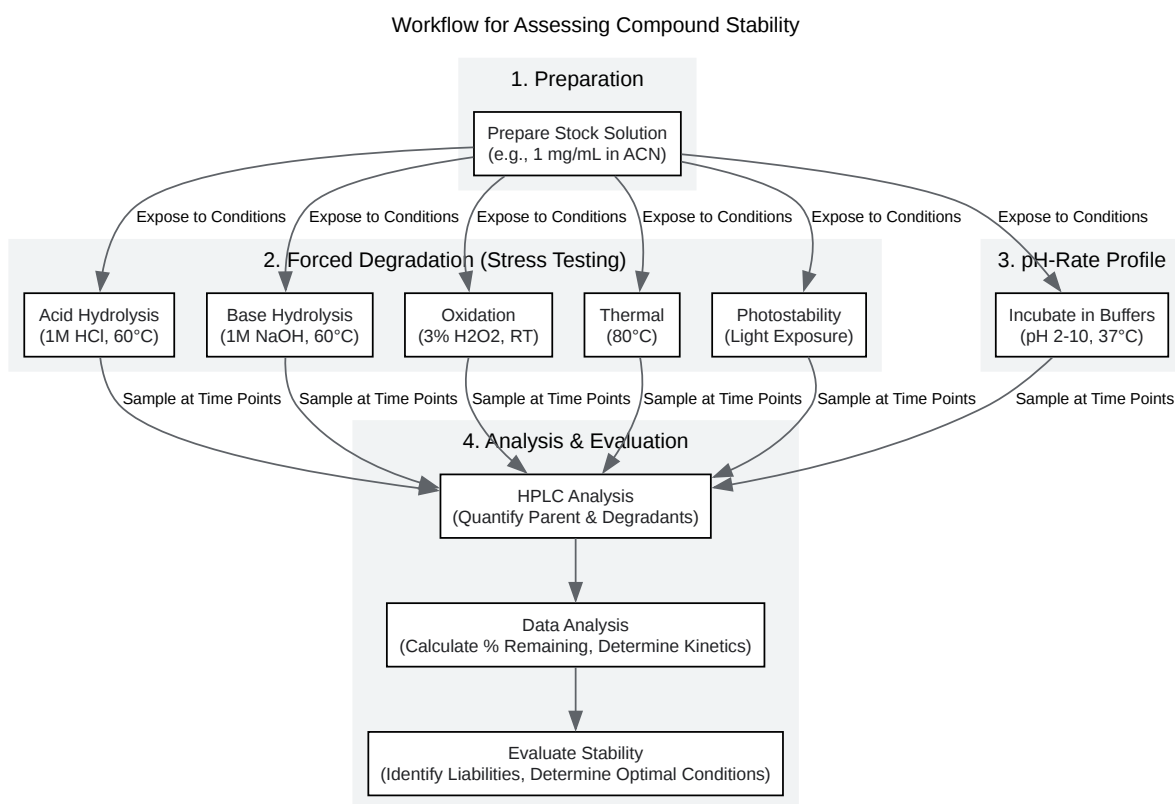 Workflow for Assessing Compound Stability
1. Preparation
Prepare Stock Solution
(e.g., 1 mg/mL in ACN)
Expose to Conditions
Expose to Conditions
Expose to Conditions
Expose to Conditions
Expose to Conditions
Expose to Conditions
2. Forced Degradation (Stress Testing)
3. pH-Rate Profile
Acid Hydrolysis
(1M HCl, 60°C)
Base Hydrolysis
(1M NaOH, 60°C)
Oxidation
(3% H2O2, RT)
Thermal
(80°C)
Photostability
(Light Exposure)
Incubate in Buffers
(pH 2-10, 37°C)
Sample at Time Points
Sample at Time Points
Sample at Time Points
Sample at Time Points
Sample at Time Points
Sample at Time Points
4. Analysis & Evaluation
HPLC Analysis
(Quantify Parent & Degradants)
Data Analysis
(Calculate % Remaining, Determine Kinetics)
Evaluate Stability
(Identify Liabilities, Determine Optimal Conditions)